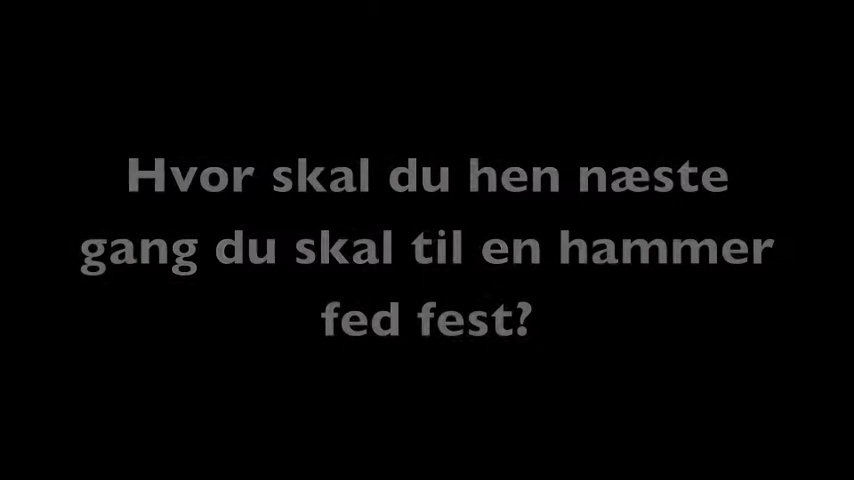 Hvor skal du hen næste
gang du skal til en hammer
fed fest?